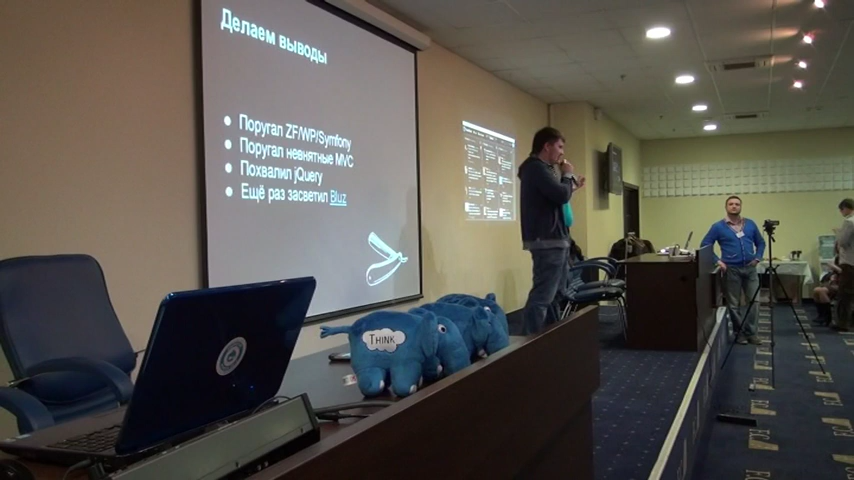 Делаем выводы
Поругал ZF/WP/Symfony
Поругал невнятные MVC
Похвалил jQuery
Ещё раз засветил Bluz
THINK